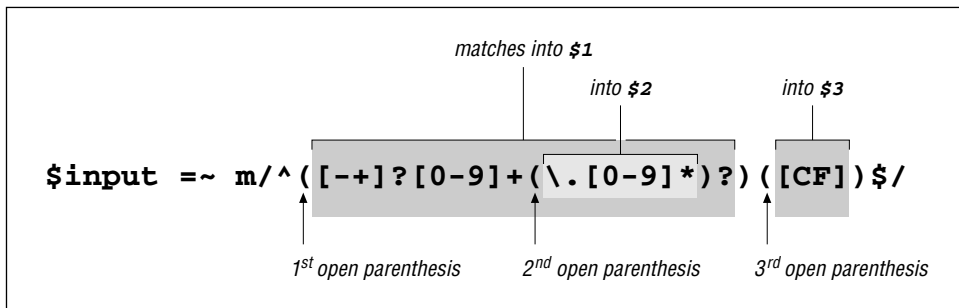 matches into $1
into $2
into $3
$input =~ m/^([-+]?[0-9]+(\.[0-9]*)?)([CF])$/
1st open parenthesis
2nd open parenthesis
3rd open parenthesis